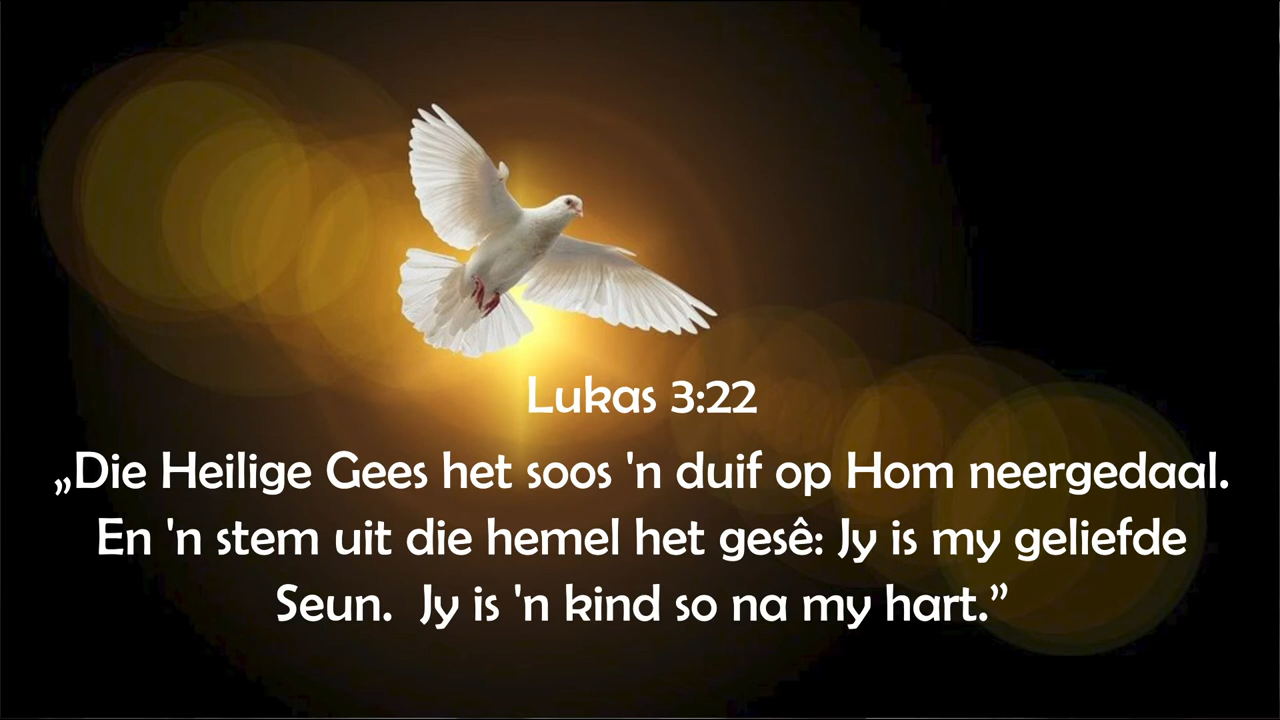 Lukas 3:22
„Die Heilige Gees het soos 'n duif op Hom neergedaal.
En 'n stem uit die hemel het gesê: Jy is my geliefde
Seun.  Jy is 'n kind so na my hart.”